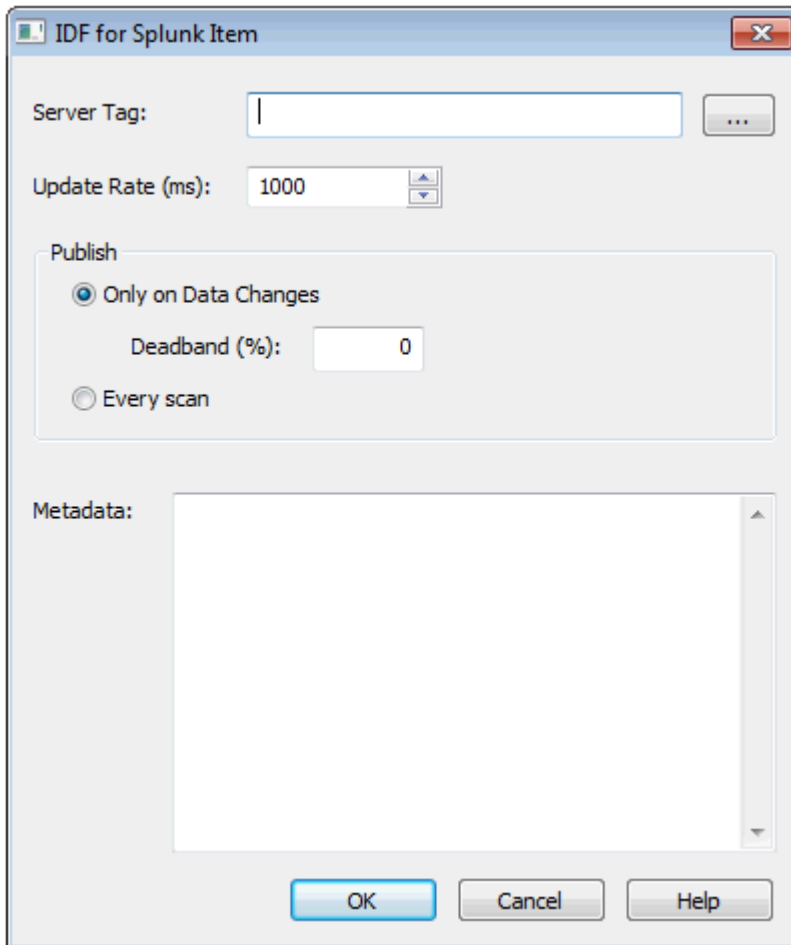 IDF for Splunk Item
Server Tag:
...
Update Rate (ms): 1000
Publish
Only on Data Changes
Deadband (%): 0
Every scan
Metadata:
OK Cancel Help